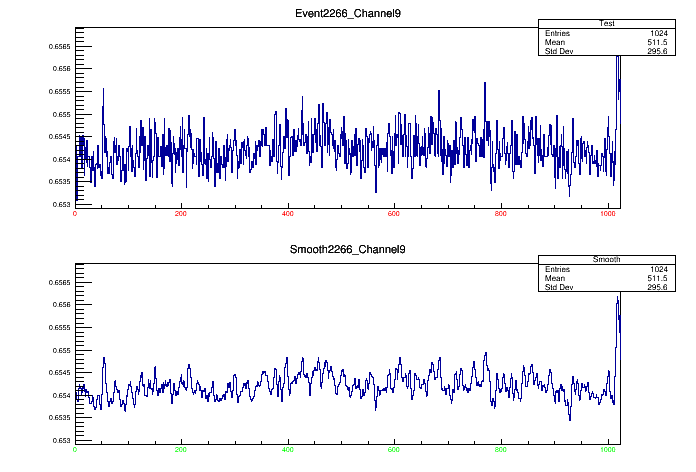 Event2266_Channel9
Test
Entries 1024
Mean 511.5
Std Dev 295.6
0.6565
0.656
0.6555
0.655
0.6545
0.654
0.6535
0.653
0 200 400 600 800 1000
Smooth2266_Channel9
Smooth
Entries 1024
Mean 511.5
Std Dev 295.6
0.6565
0.656
0.6555
0.655
0.6545
0.654
0.6535
0.653
0 200 400 600 800 1000